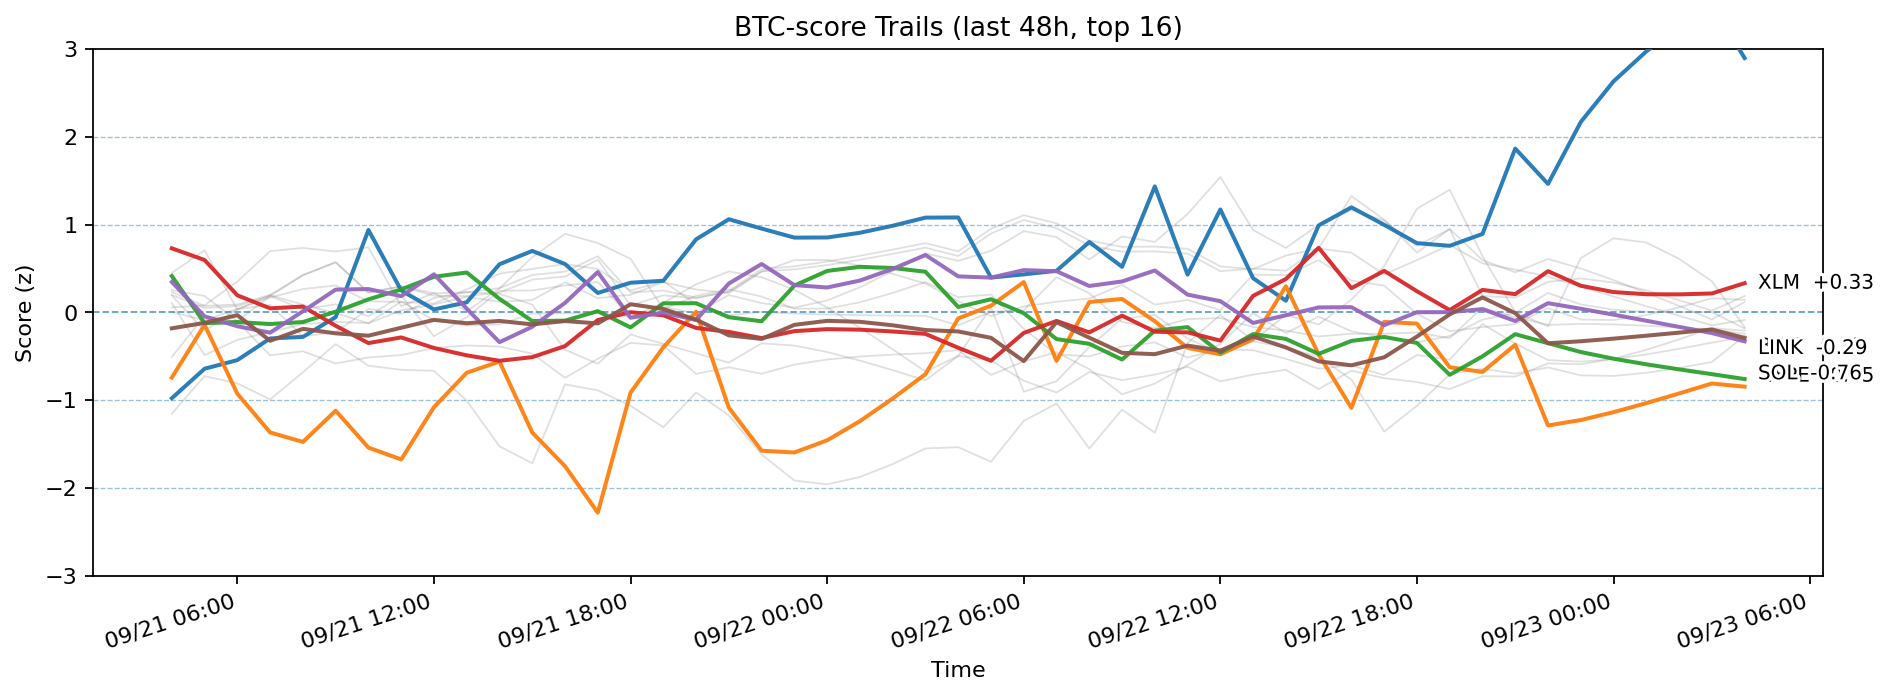 BTC-score Trails (last 48h, top 16)
Score (z)
3
2
1
0
−1
−2
−3
XLM +0.33
LINK -0.29
SOL
09/21 06:00
09/21 12:00
09/21 18:00
09/22 00:00
09/22 06:00
09/22 12:00
09/22 18:00
09/23 00:00
09/23 06:00
Time